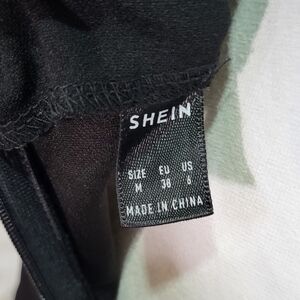 SHEIN
SIZE EU US
M 38 6
MADE IN CHINA